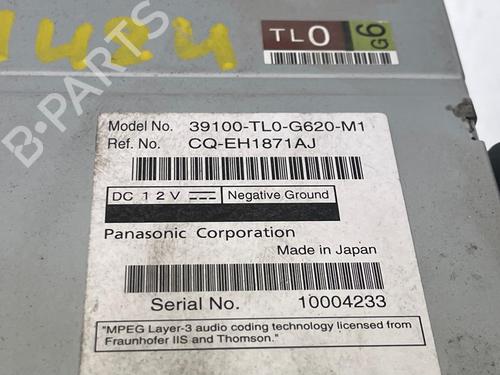 1484
TL0
G6
B-PARTS
Model No. 39100-TL0-G620-M1
Ref. No. CQ-EH1871AJ
DC 12V
Negative Ground
Panasonic Corporation
Made in Japan
Serial No. 10004233
"MPEG Layer-3 audio coding technology licensed from
Fraunhofer IIS and Thomson."